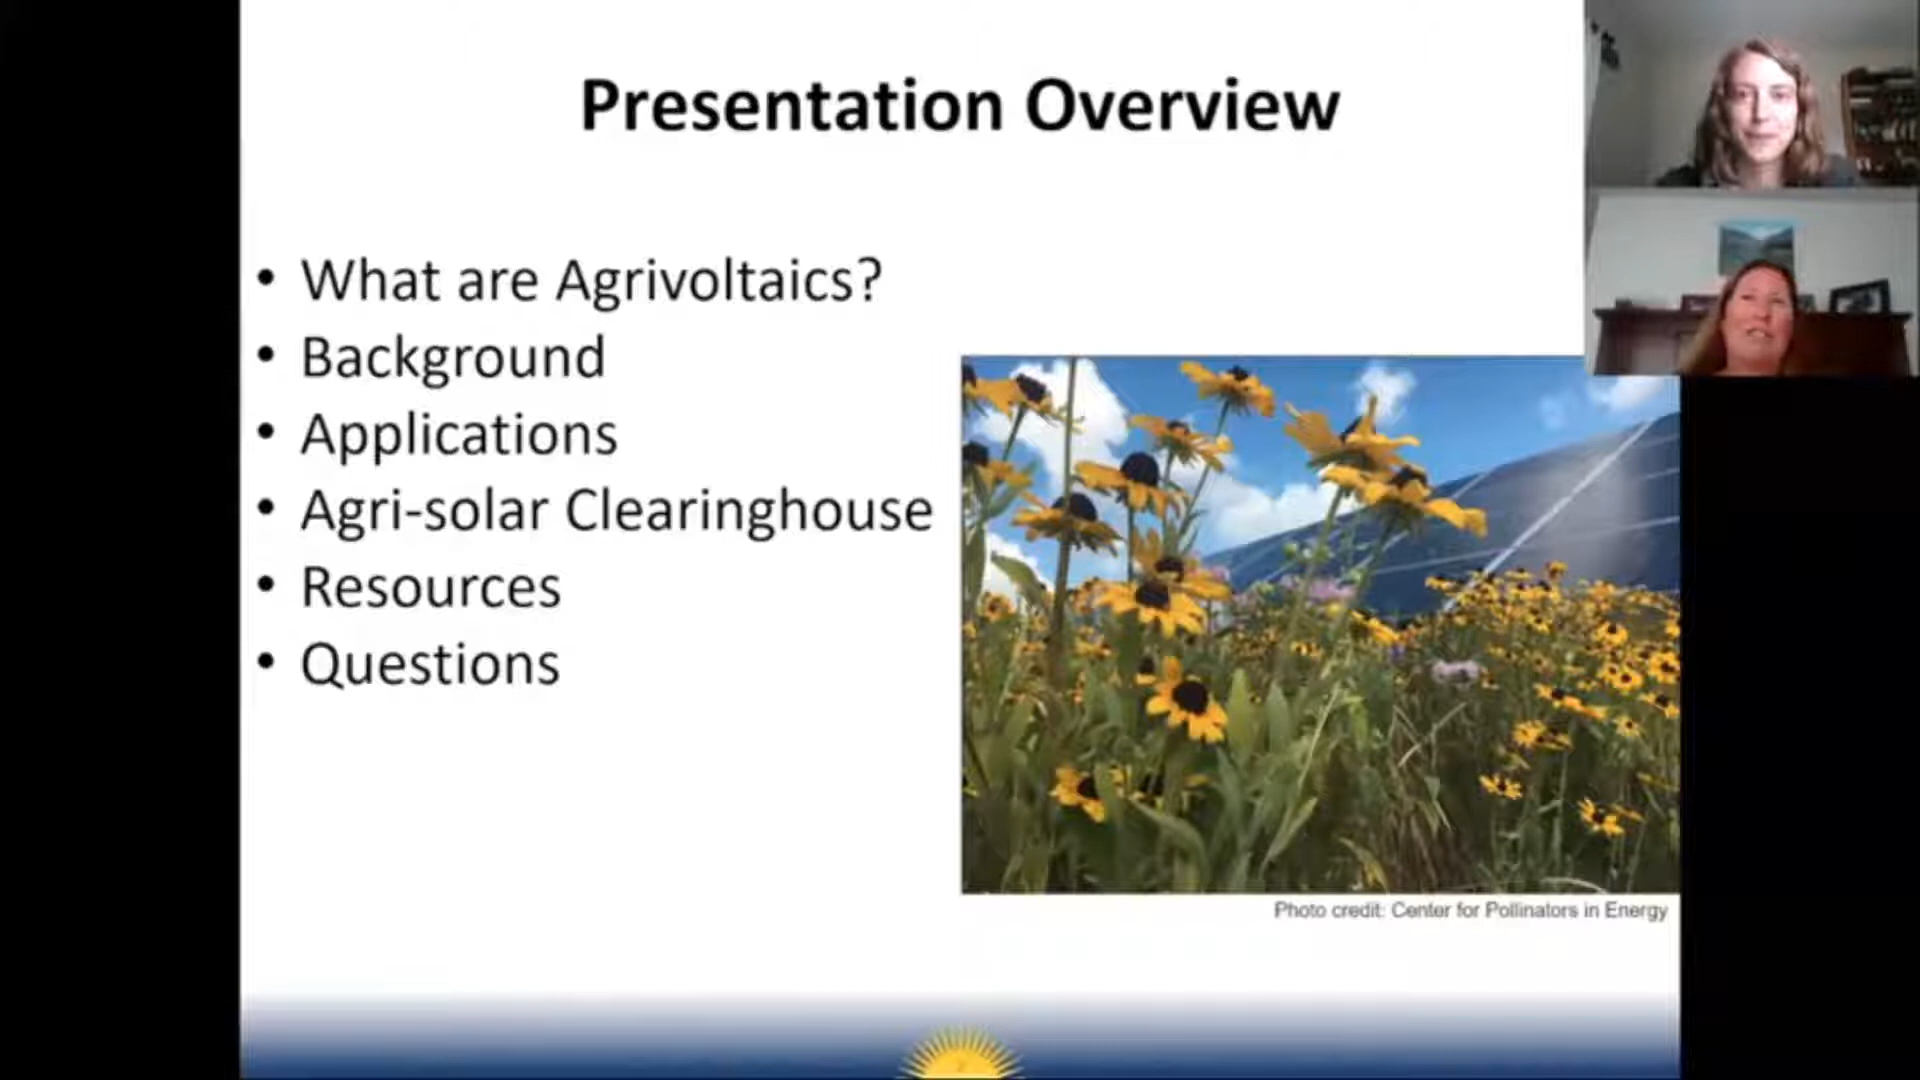 Presentation Overview
• What are Agrivoltaics?
• Background
• Applications
• Agri-solar Clearinghouse
• Resources
• Questions
Photo credit: Center for Pollinators in Energy